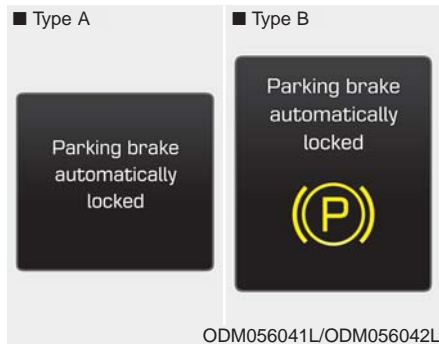 ■ Type A
Parking brake
automatically
locked
■ Type B
Parking brake
automatically
locked
(P)
ODM056041L/ODM056042L